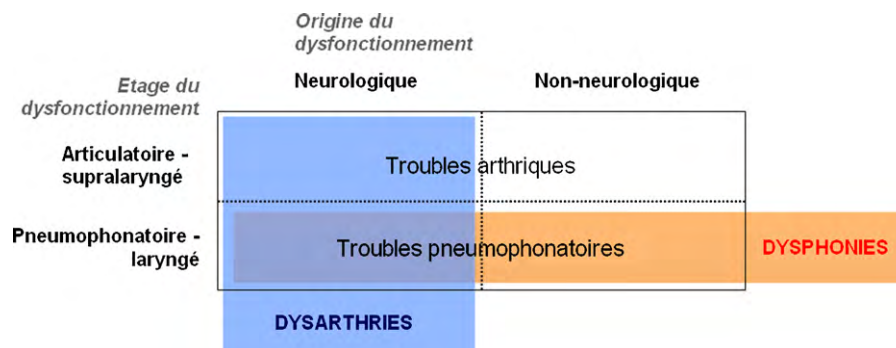 Origine du
dysfonctionnement
Etage du
dysfonctionnement
Neurologique
Non-neurologique
Articulatoire -
supralaryngé
Troubles arthriques
Pneumophonatoire -
laryngé
Troubles pneumophonatoires
DYSPHONIES
DYSARTHRIES